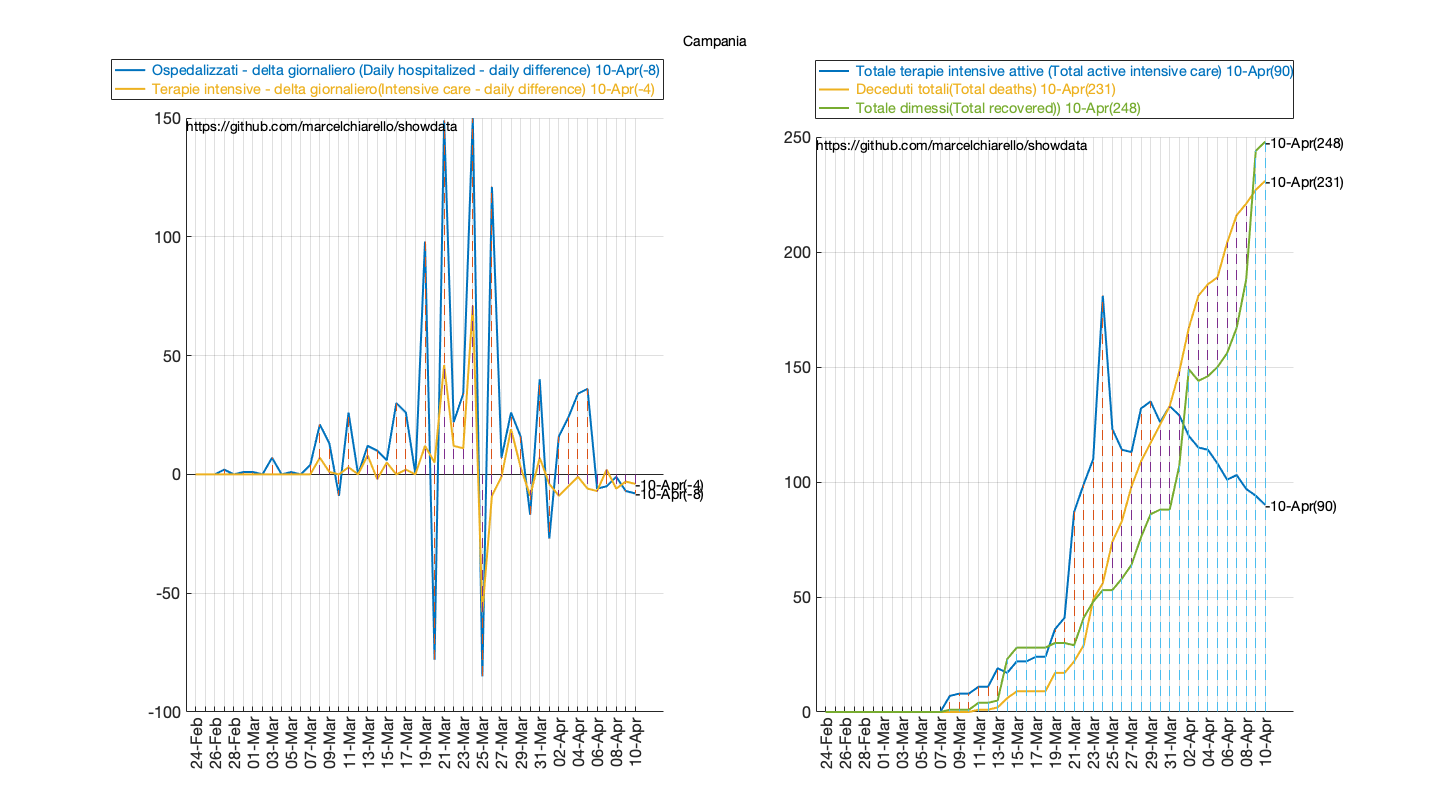 Campania
Ospedalizzati - delta giornaliero (Daily hospitalized - daily difference) 10-Apr(-8)
Terapie intensive - delta giornaliero(Intensive care - daily difference) 10-Apr(-4)
https://github.com/marcelchiarello/showdata
150
100
50
0
-50
-100
-10-Apr(-4)
-10-Apr(-8)
24-Feb
26-Feb
28-Feb
01-Mar
03-Mar
05-Mar
07-Mar
09-Mar
11-Mar
13-Mar
15-Mar
17-Mar
19-Mar
21-Mar
23-Mar
25-Mar
27-Mar
29-Mar
31-Mar
02-Apr
04-Apr
06-Apr
08-Apr
10-Apr
Totale terapie intensive attive (Total active intensive care) 10-Apr(90)
Deceduti totali(Total deaths) 10-Apr(231)
Totale dimessi(Total recovered)) 10-Apr(248)
https://github.com/marcelchiarello/showdata
250
200
150
100
50
0
-10-Apr(248)
-10-Apr(231)
-10-Apr(90)
24-Feb
26-Feb
28-Feb
01-Mar
03-Mar
05-Mar
07-Mar
09-Mar
11-Mar
13-Mar
15-Mar
17-Mar
19-Mar
21-Mar
23-Mar
25-Mar
27-Mar
29-Mar
31-Mar
02-Apr
04-Apr
06-Apr
08-Apr
10-Apr